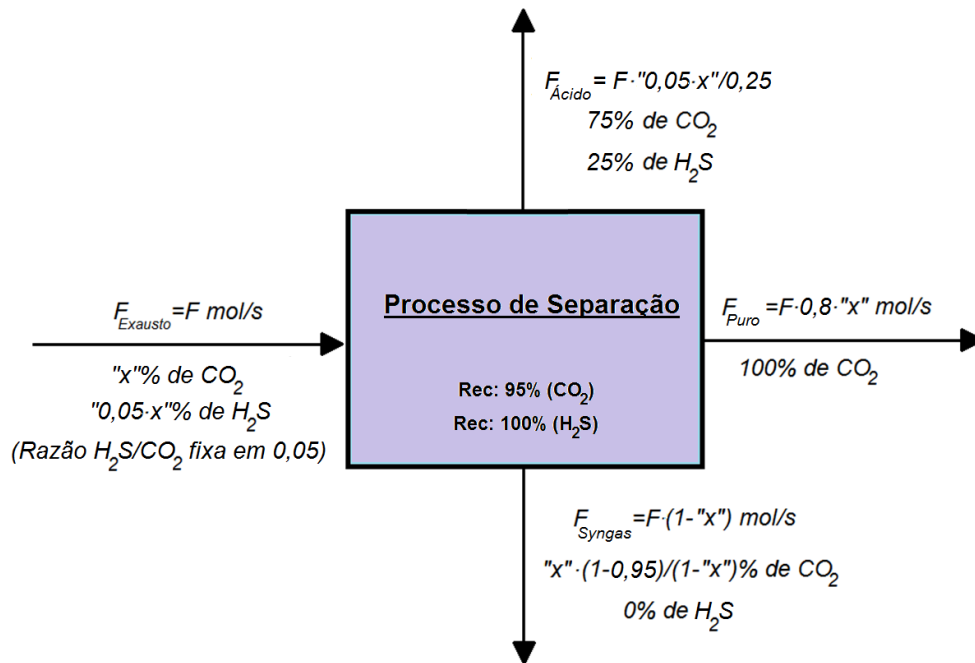 F_Ácido = F·"0,05·x"/0,25
75% de CO₂
25% de H₂S
Processo de Separação
Rec: 95% (CO₂)
Rec: 100% (H₂S)
F_Exausto=F mol/s
"x"% de CO₂
"0,05·x"% de H₂S
(Razão H₂S/CO₂ fixa em 0,05)
F_Puro =F·0,8·"x" mol/s
100% de CO₂
F_Syngas=F·(1-"x") mol/s
"x"·(1-0,95)/(1-"x")% de CO₂
0% de H₂S